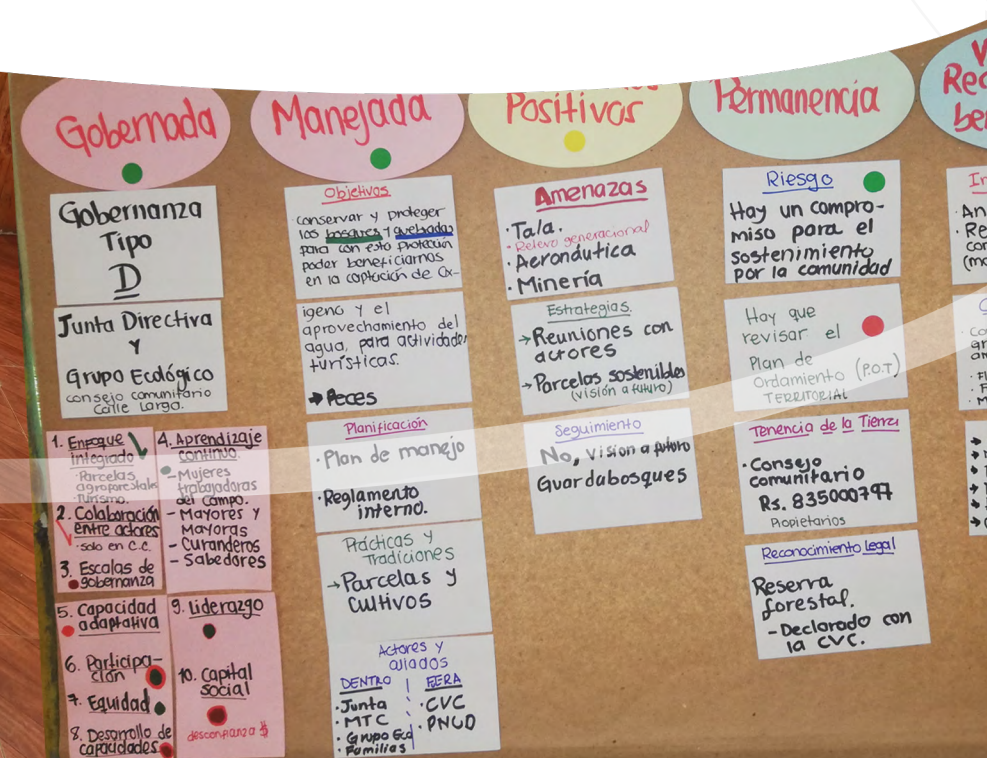 Gobernada
Gobernanza
Tipo
D
Junta Directiva
Y
Grupo Ecológico
consejo comunitario
Calle Larga.
1. Enfoque
integrado
· Parcelas
agroforestales
· Turismo.
2. Colaboración
entre actores
· solo en C.C.
3. Escalas de
gobernanza
4. Aprendizaje
continuo.
- Mujeres
trabajadoras
del campo.
- Mayores y
Mayoras
- Curanderos
- Sabedores
5. Capacidad
adaptativa
6. Participa-
ción
7. Equidad
8. Desarrollo de
capacidades
9. Liderazgo
10. Capital
social
desconfianza $
Manejada
Objetivos
conservar y proteger
los bosques y quebradas
para con esta protección
poder beneficiarnos
en la captación de Ox-
igeno y el
aprovechamiento del
agua, para actividades
turísticas.
→ Peces
Planificación
· Plan de manejo
· Reglamento
interno.
Prácticas y
Tradiciones
→ Parcelas y
cultivos
Actores y
aliados
DENTRO
· Junta
· MTC
· Grupo Eco
· Familias
FUERA
· CVC
· PNUD
Positivos
Amenazas
· Tala.
· Relevo generacional
· Aeronáutica
· Minería
Estrategias.
→ Reuniones con
actores
→ Parcelas sostenibles
(visión a futuro)
Seguimiento
No, vision a futuro
Guardabosques
Permanencia
Riesgo
Hay un compro-
miso para el
sostenimiento
por la comunidad
Hay que
revisar el
Plan de
Ordamiento (P.O.T)
TERRITORIAL
Tenencia de la Tierra
· Consejo
comunitario
Rs. 835000797
Propietarios
Reconocimiento Legal
Reserva
forestal.
- Declarado con
la CVC.